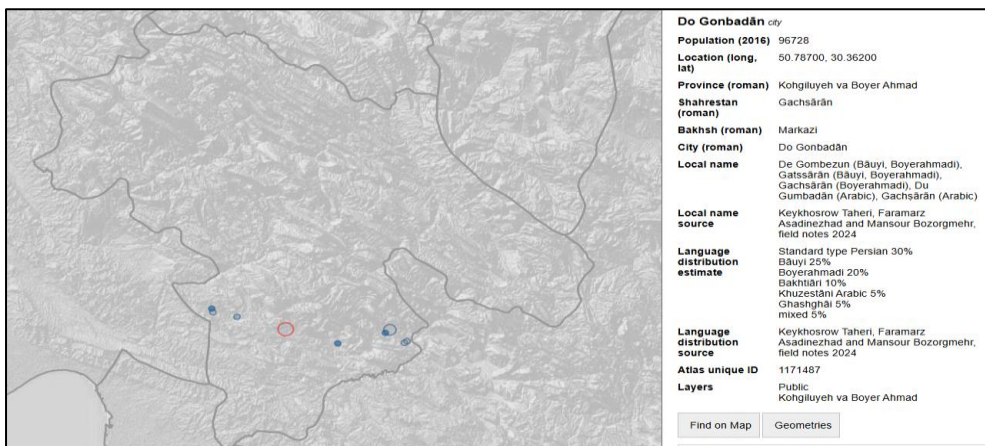 Do Gonbadān city
Population (2016) 96728
Location (long, lat) 50.78700, 30.36200
Province (roman) Kohgiluyeh va Boyer Ahmad
Shahrestan (roman) Gachsārān
Bakhsh (roman) Markazi
City (roman) Do Gonbadān
Local name De Gombezun (Bāuyi, Boyerahmadi),
Gatssārān (Bāuyi, Boyerahmadi),
Gachsārān (Boyerahmadi), Du
Gumbadān (Arabic), Gachṣārān (Arabic)
Local name source Keykhosrow Taheri, Faramarz
Asadinezhad and Mansour Bozorgmehr,
field notes 2024
Language distribution estimate Standard type Persian 30%
Bāuyi 25%
Boyerahmadi 20%
Bakhtiāri 10%
Khuzestāni Arabic 5%
Ghashghāi 5%
mixed 5%
Language distribution source Keykhosrow Taheri, Faramarz
Asadinezhad and Mansour Bozorgmehr,
field notes 2024
Atlas unique ID 1171487
Layers Public
Kohgiluyeh va Boyer Ahmad
Find on Map Geometries